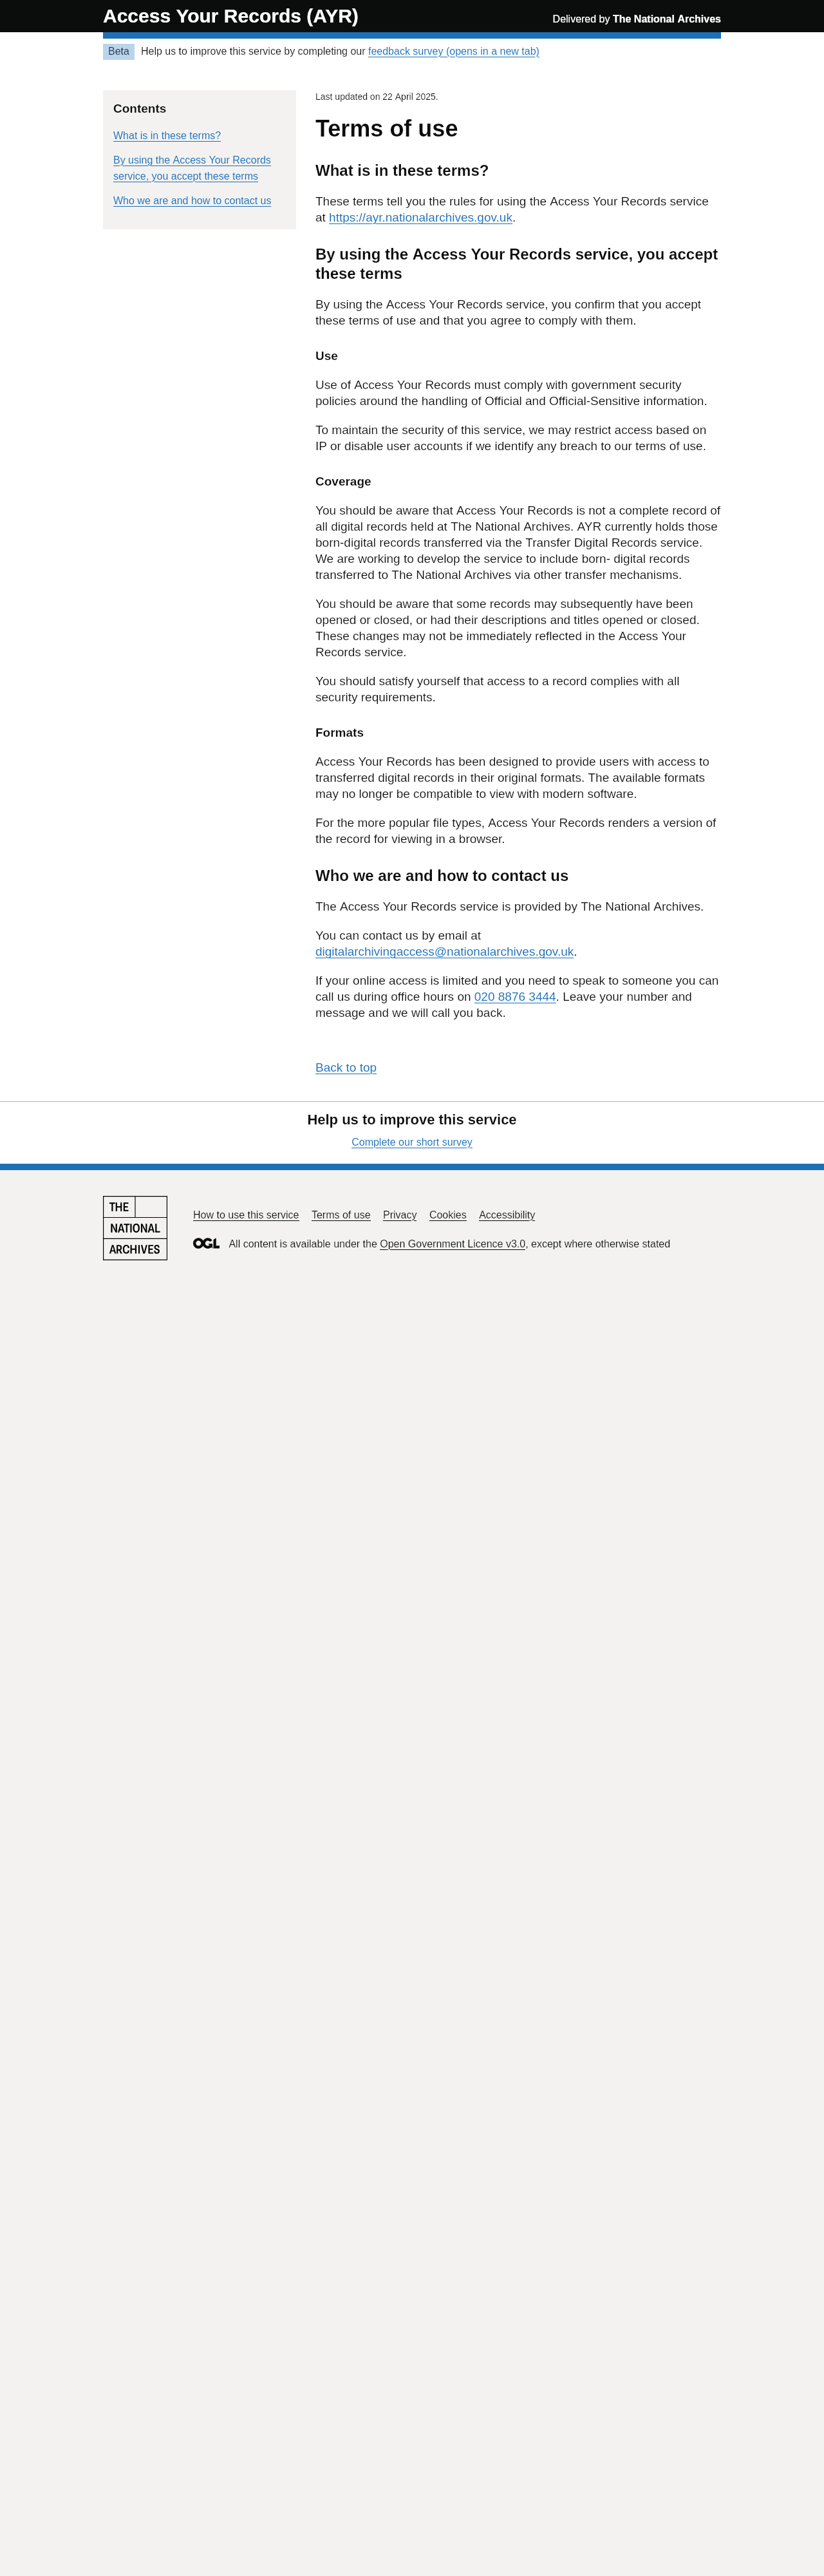 Access Your Records (AYR)
Delivered by The National Archives
Beta
Help us to improve this service by completing our feedback survey (opens in a new tab)
Contents
What is in these terms?
By using the Access Your Records
service, you accept these terms
Who we are and how to contact us
Last updated on 22 April 2025.
Terms of use
What is in these terms?
These terms tell you the rules for using the Access Your Records service
at https://ayr.nationalarchives.gov.uk.
By using the Access Your Records service, you accept
these terms
By using the Access Your Records service, you confirm that you accept
these terms of use and that you agree to comply with them.
Use
Use of Access Your Records must comply with government security
policies around the handling of Official and Official-Sensitive information.
To maintain the security of this service, we may restrict access based on
IP or disable user accounts if we identify any breach to our terms of use.
Coverage
You should be aware that Access Your Records is not a complete record of
all digital records held at The National Archives. AYR currently holds those
born-digital records transferred via the Transfer Digital Records service.
We are working to develop the service to include born- digital records
transferred to The National Archives via other transfer mechanisms.
You should be aware that some records may subsequently have been
opened or closed, or had their descriptions and titles opened or closed.
These changes may not be immediately reflected in the Access Your
Records service.
You should satisfy yourself that access to a record complies with all
security requirements.
Formats
Access Your Records has been designed to provide users with access to
transferred digital records in their original formats. The available formats
may no longer be compatible to view with modern software.
For the more popular file types, Access Your Records renders a version of
the record for viewing in a browser.
Who we are and how to contact us
The Access Your Records service is provided by The National Archives.
You can contact us by email at
digitalarchivingaccess@nationalarchives.gov.uk.
If your online access is limited and you need to speak to someone you can
call us during office hours on 020 8876 3444. Leave your number and
message and we will call you back.
Back to top
Help us to improve this service
Complete our short survey
THE
NATIONAL
ARCHIVES
How to use this service Terms of use Privacy Cookies Accessibility
OGL All content is available under the Open Government Licence v3.0, except where otherwise stated